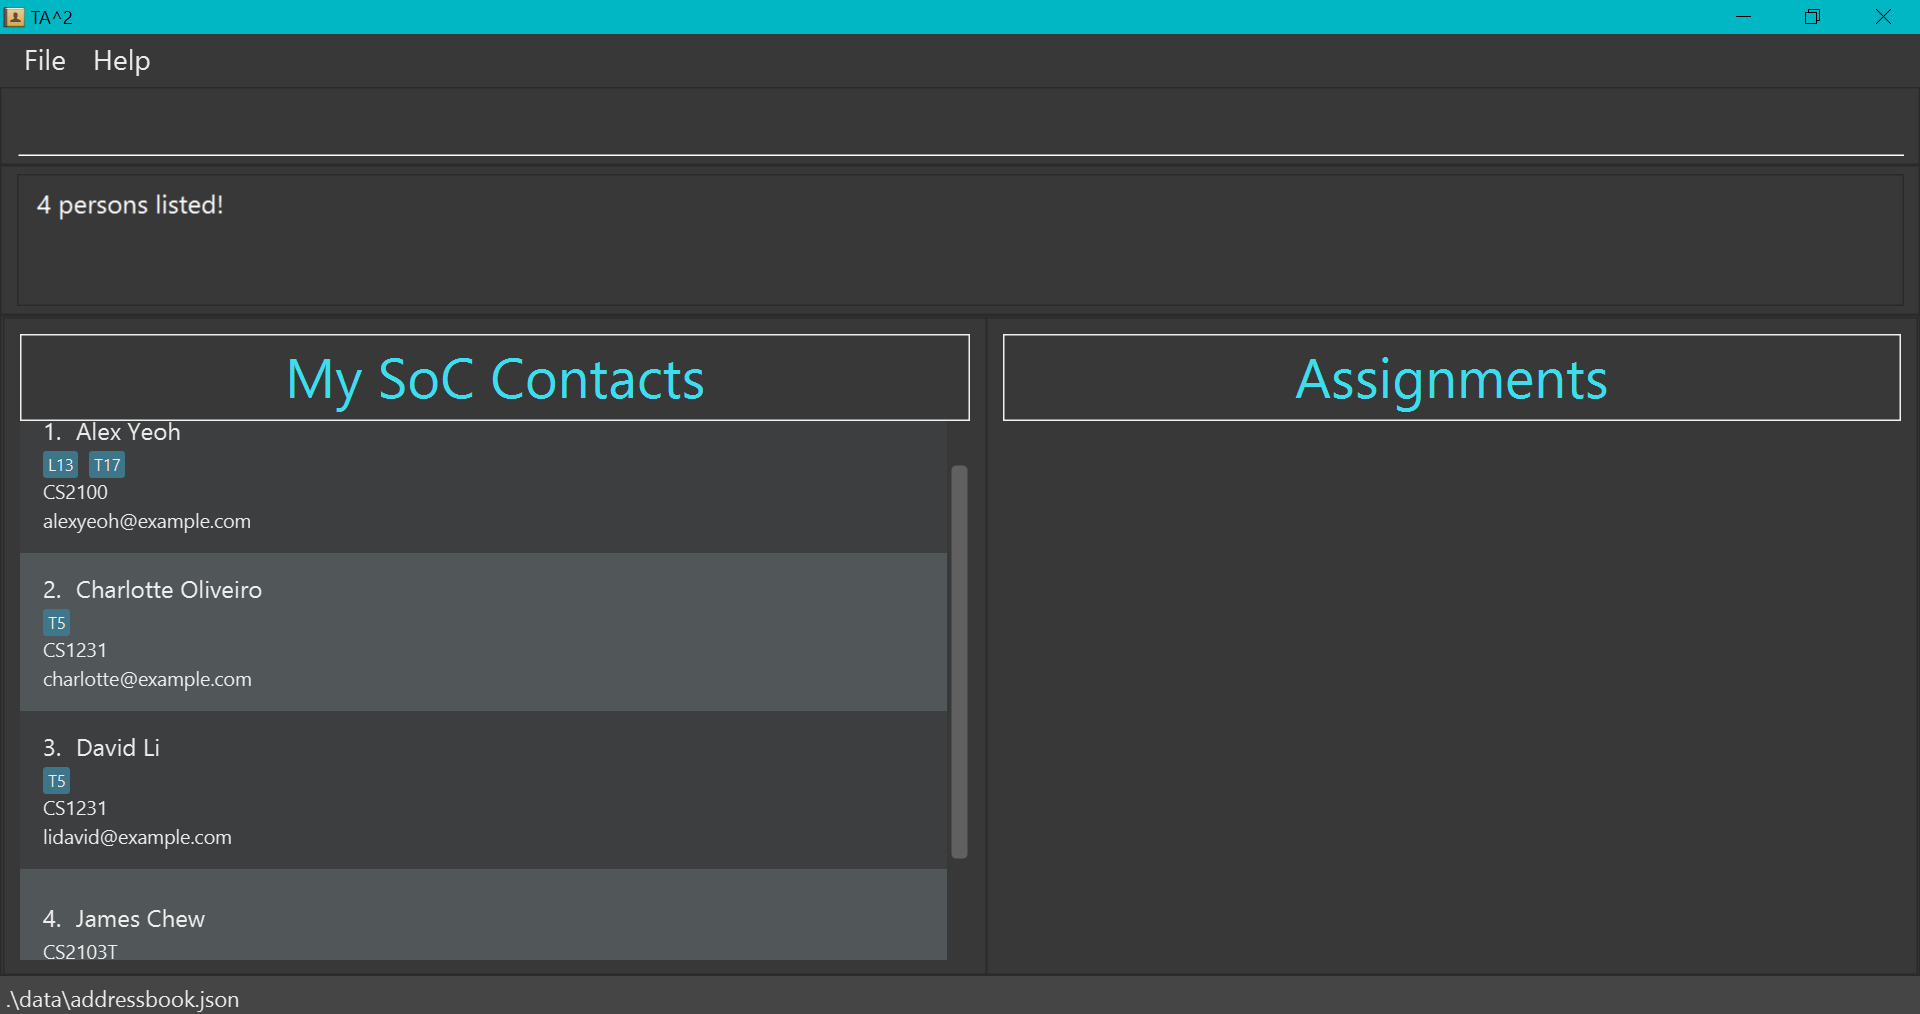 TA^2
File Help
4 persons listed!
My SoC Contacts
1. Alex Yeoh
L13 T17
CS2100
alexyeoh@example.com
2. Charlotte Oliveiro
T5
CS1231
charlotte@example.com
3. David Li
T5
CS1231
lidavid@example.com
4. James Chew
CS2103T
Assignments
.\data\addressbook.json